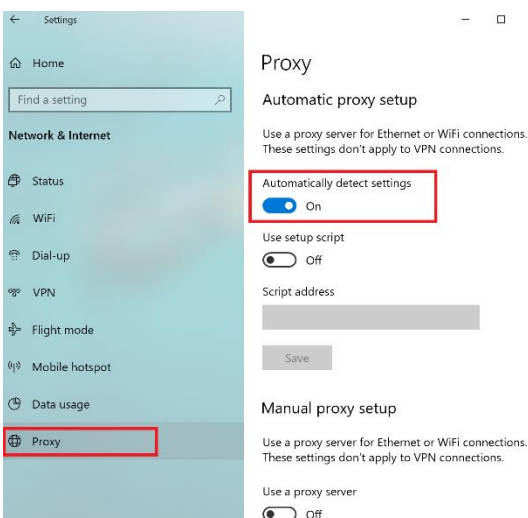 Settings
Home
Find a setting
Network & Internet
Status
WiFi
Dial-up
VPN
Flight mode
Mobile hotspot
Data usage
Proxy
Proxy
Automatic proxy setup
Use a proxy server for Ethernet or WiFi connections.
These settings don't apply to VPN connections.
Automatically detect settings
On
Use setup script
Off
Script address
Save
Manual proxy setup
Use a proxy server for Ethernet or WiFi connections.
These settings don't apply to VPN connections.
Use a proxy server
Off